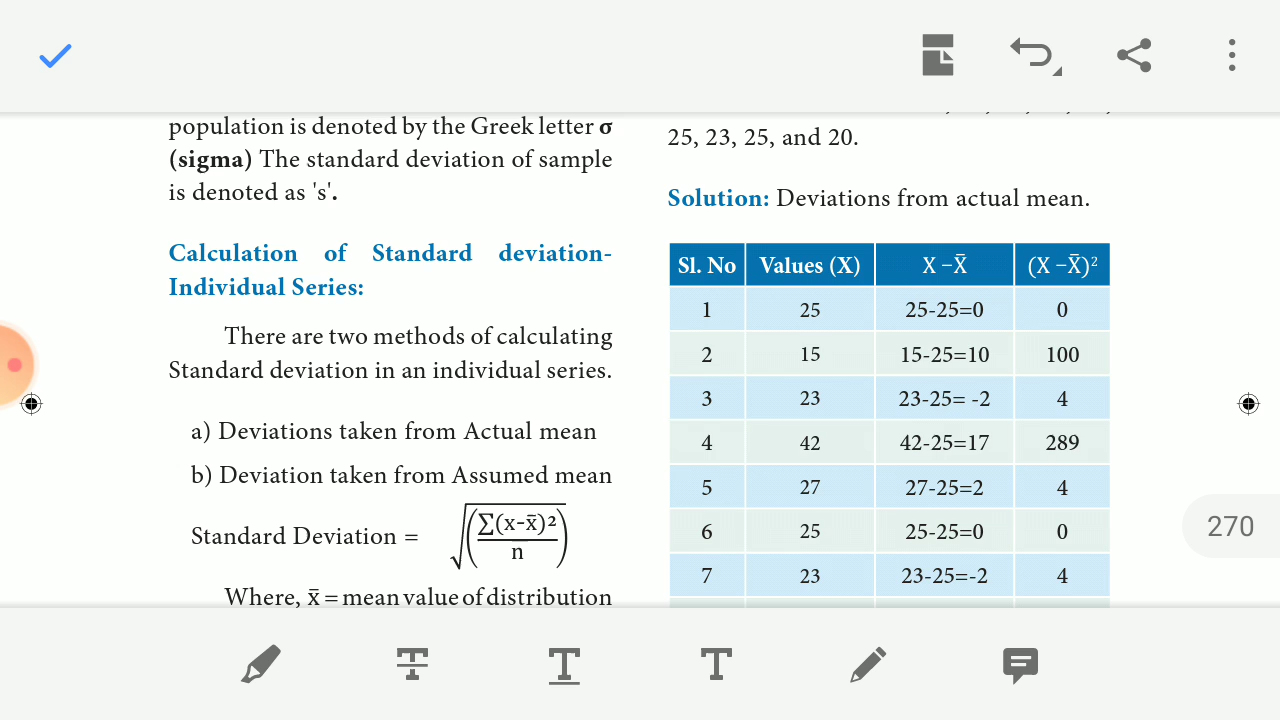 population is denoted by the Greek letter σ
(sigma) The standard deviation of sample
is denoted as 's'.
Calculation of Standard deviation-
Individual Series:
There are two methods of calculating
Standard deviation in an individual series.
a) Deviations taken from Actual mean
b) Deviation taken from Assumed mean
Standard Deviation = √(∑(x-x̄)²/n)
Where, x̄ = mean value of distribution
25, 23, 25, and 20.
Solution: Deviations from actual mean.
Sl. No Values (X) X –X̄ (X –X̄)²
1 25 25-25=0 0
2 15 15-25=10 100
3 23 23-25= -2 4
4 42 42-25=17 289
5 27 27-25=2 4
6 25 25-25=0 0
7 23 23-25=-2 4
270